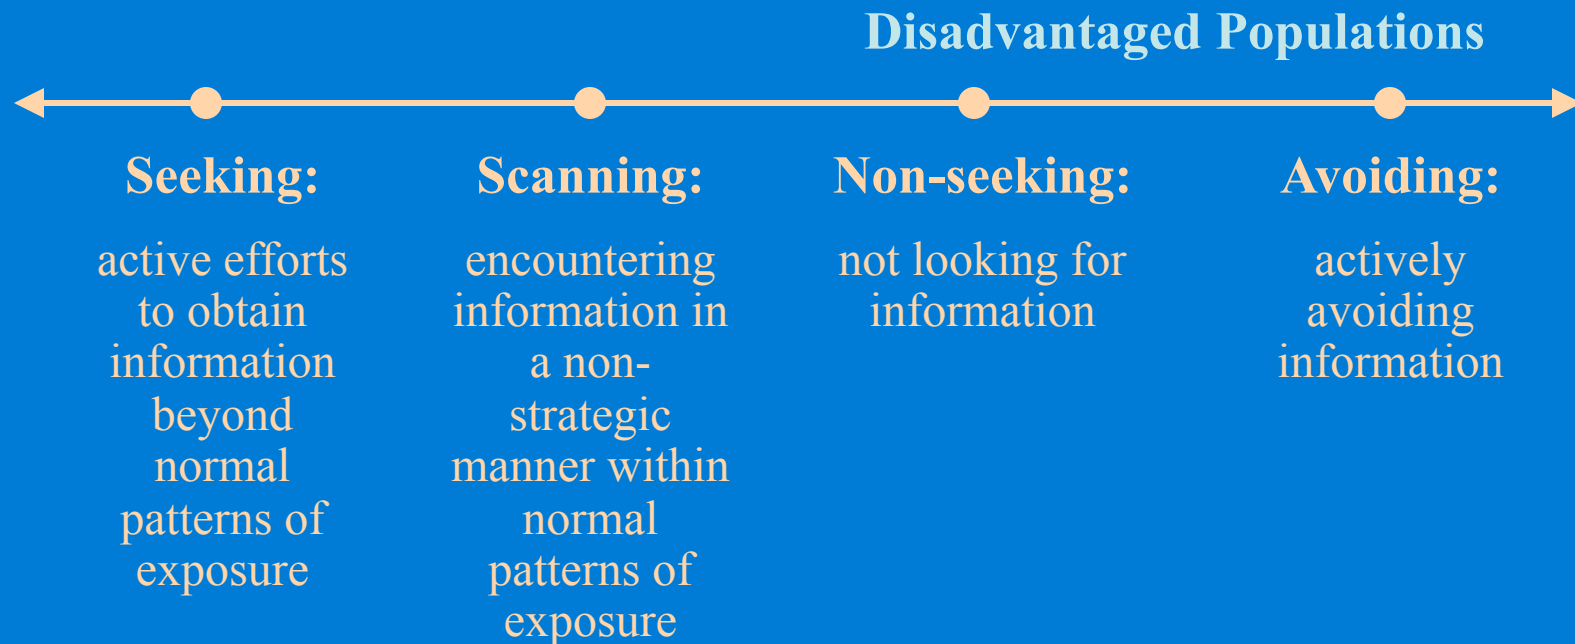 Disadvantaged Populations
Seeking:
active efforts
to obtain
information
beyond
normal
patterns of
exposure
Scanning:
encountering
information in
a non-
strategic
manner within
normal
patterns of
exposure
Non-seeking:
not looking for
information
Avoiding:
actively
avoiding
information